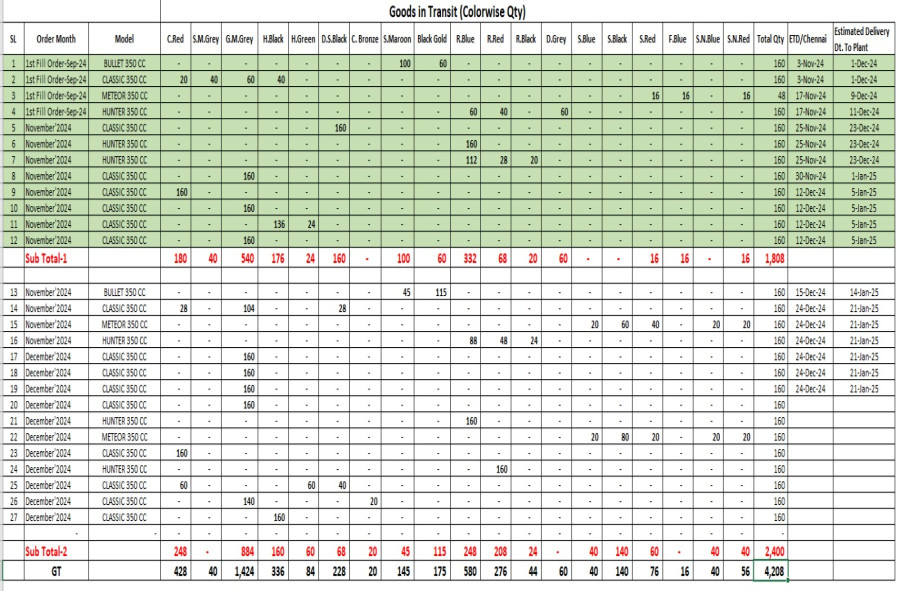 Goods in Transit (Colorwise Qty)
SL Order Month Model C.Red S.M.Grey G.M.Grey H.Black H.Green D.S.Black C. Bronze S.Maroon Black Gold R.Blue R.Red R.Black D.Grey S.Blue S.Black S.Red F.Blue S.N.Blue S.N.Red Total Qty ETD/Chennai Estimated Delivery Dt. To Plant
1 1st Fill Order-Sep-24 BULLET 350 CC - - - - - - - 100 60 - - - - - - - - - - 160 3-Nov-24 1-Dec-24
2 1st Fill Order-Sep-24 CLASSIC 350 CC 20 40 60 40 - - - - - - - - - - - - - - - 160 3-Nov-24 1-Dec-24
3 1st Fill Order-Sep-24 METEOR 350 CC - - - - - - - - - - - - - - - 16 16 - 16 48 17-Nov-24 9-Dec-24
4 1st Fill Order-Sep-24 HUNTER 350 CC - - - - - - - - - 60 40 - 60 - - - - - - 160 17-Nov-24 11-Dec-24
5 November'2024 CLASSIC 350 CC - - - - - 160 - - - - - - - - - - - - - 160 25-Nov-24 23-Dec-24
6 November'2024 HUNTER 350 CC - - - - - - - - - 160 - - - - - - - - - 160 25-Nov-24 23-Dec-24
7 November'2024 HUNTER 350 CC - - - - - - - - - 112 28 20 - - - - - - - 160 25-Nov-24 23-Dec-24
8 November'2024 CLASSIC 350 CC - - 160 - - - - - - - - - - - - - - - - 160 30-Nov-24 1-Jan-25
9 November'2024 CLASSIC 350 CC 160 - - - - - - - - - - - - - - - - - - 160 12-Dec-24 5-Jan-25
10 November'2024 CLASSIC 350 CC - - 160 - - - - - - - - - - - - - - - - 160 12-Dec-24 5-Jan-25
11 November'2024 CLASSIC 350 CC - - - 136 24 - - - - - - - - - - - - - - 160 12-Dec-24 5-Jan-25
12 November'2024 CLASSIC 350 CC - - 160 - - - - - - - - - - - - - - - - 160 12-Dec-24 5-Jan-25
Sub Total-1 180 40 540 176 24 160 - 100 60 332 68 20 60 - - 16 16 - 16 1,808
13 November'2024 BULLET 350 CC - - - - - - - 45 115 - - - - - - - - - - 160 15-Dec-24 14-Jan-25
14 November'2024 CLASSIC 350 CC 28 - 104 - - 28 - - - - - - - - - - - - - 160 24-Dec-24 21-Jan-25
15 November'2024 METEOR 350 CC - - - - - - - - - - - - - 20 60 40 - 20 20 160 24-Dec-24 21-Jan-25
16 November'2024 HUNTER 350 CC - - - - - - - - - 88 48 24 - - - - - - - 160 24-Dec-24 21-Jan-25
17 December'2024 CLASSIC 350 CC - - 160 - - - - - - - - - - - - - - - - 160 24-Dec-24 21-Jan-25
18 December'2024 CLASSIC 350 CC - - 160 - - - - - - - - - - - - - - - - 160 24-Dec-24 21-Jan-25
19 December'2024 CLASSIC 350 CC - - 160 - - - - - - - - - - - - - - - - 160 24-Dec-24 21-Jan-25
20 December'2024 CLASSIC 350 CC - - 160 - - - - - - - - - - - - - - - - 160
21 December'2024 HUNTER 350 CC - - - - - - - - - 160 - - - - - - - - - 160
22 December'2024 METEOR 350 CC - - - - - - - - - - - - - 20 80 20 - 20 20 160
23 December'2024 CLASSIC 350 CC 160 - - - - - - - - - - - - - - - - - - 160
24 December'2024 HUNTER 350 CC - - - - - - - - - - 160 - - - - - - - - 160
25 December'2024 CLASSIC 350 CC 60 - - - 60 40 - - - - - - - - - - - - - 160
26 December'2024 CLASSIC 350 CC - - 140 - - - 20 - - - - - - - - - - - - 160
27 December'2024 CLASSIC 350 CC - - - 160 - - - - - - - - - - - - - - - 160
- - - - - - - - - - - - - - - - - - - - - -
Sub Total-2 248 - 884 160 60 68 20 45 115 248 208 24 - 40 140 60 - 40 40 2,400
GT 428 40 1,424 336 84 228 20 145 175 580 276 44 60 40 140 76 16 40 56 4,208